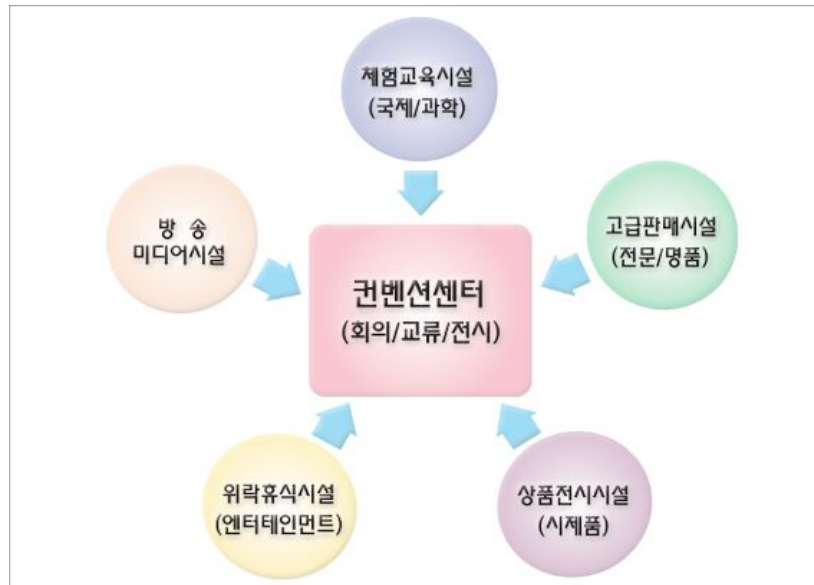 체험교육시설
(국제/과학)
방 송
미디어시설
고급판매시설
(전문/명품)
컨벤션센터
(회의/교류/전시)
위락휴식시설
(엔터테인먼트)
상품전시시설
(시제품)